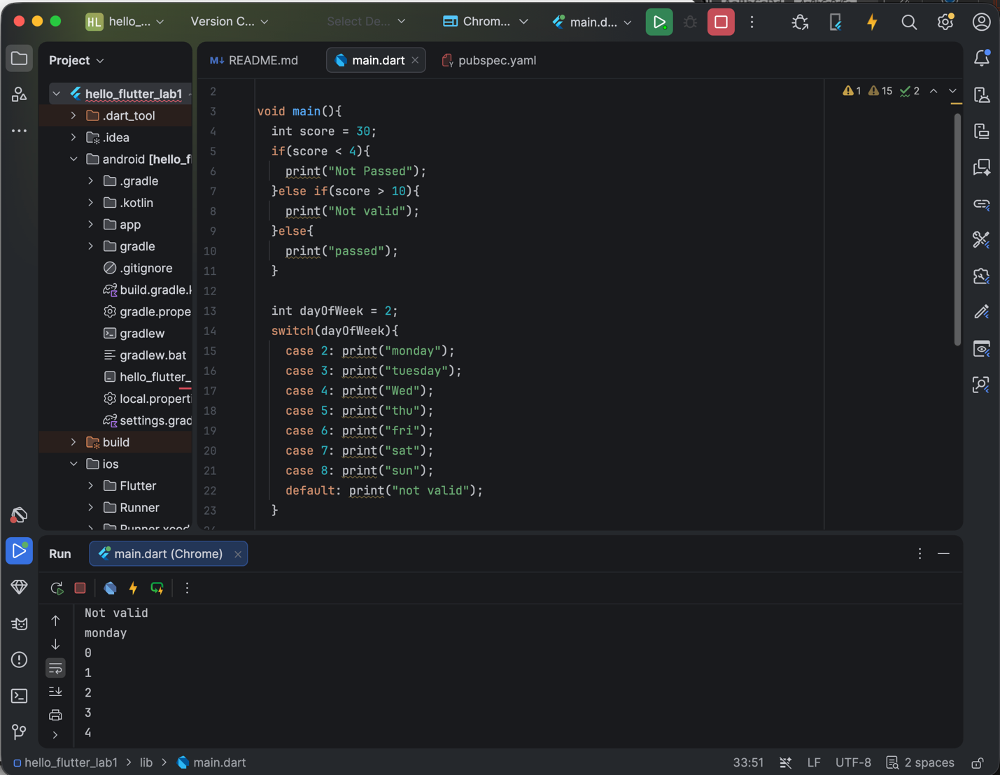 HL hello_... Version C... Select De... Chrom... main.d...
Project
README.md main.dart pubspec.yaml
hello_flutter_lab1
.dart_tool
.idea
android [hello_f
.gradle
.kotlin
app
gradle
.gitignore
build.gradle.k
gradle.prope
gradlew
gradlew.bat
hello_flutter_
local.properti
settings.grad
build
ios
Flutter
Runner
Runner.xcod
1 15 2
2
3 void main(){
4 int score = 30;
5 if(score < 4){
6 print("Not Passed");
7 }else if(score > 10){
8 print("Not valid");
9 }else{
10 print("passed");
11 }
12
13 int dayOfWeek = 2;
14 switch(dayOfWeek){
15 case 2: print("monday");
16 case 3: print("tuesday");
17 case 4: print("Wed");
18 case 5: print("thu");
19 case 6: print("fri");
20 case 7: print("sat");
21 case 8: print("sun");
22 default: print("not valid");
23 }
Run main.dart (Chrome)
Not valid
monday
0
1
2
3
4
hello_flutter_lab1 > lib > main.dart 33:51 LF UTF-8 2 spaces